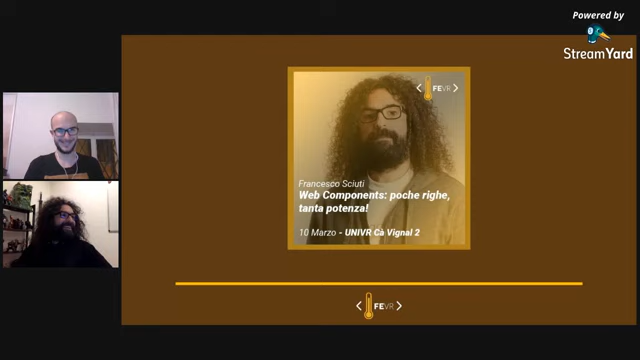 Powered by
StreamYard
FEVR
Francesco Sciuti
Web Components: poche righe,
tanta potenza!
10 Marzo - UNIVR Cà Vignal 2
FEVR